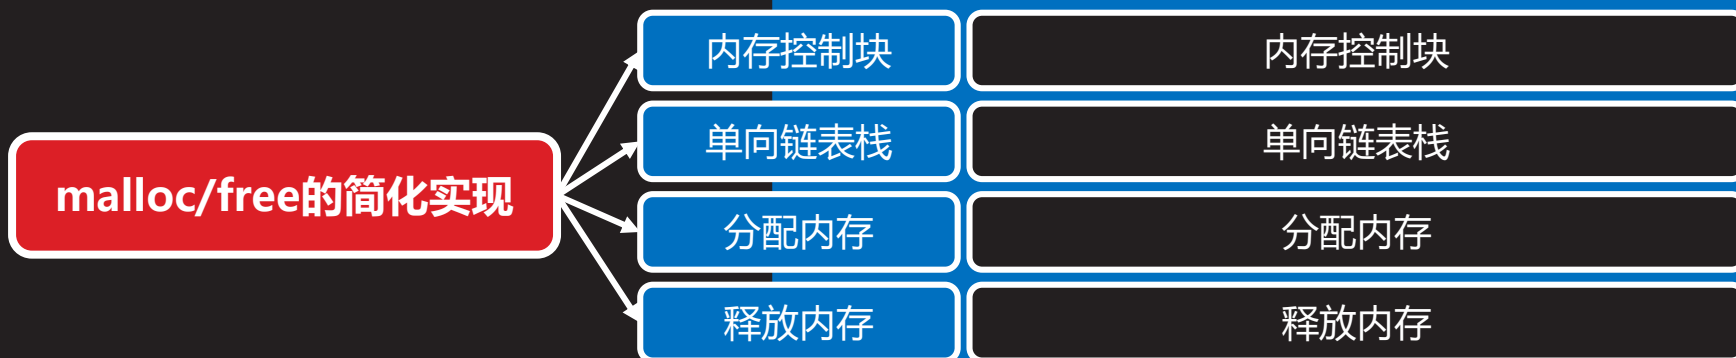 内存控制块
内存控制块
单向链表栈
单向链表栈
malloc/free的简化实现
分配内存
分配内存
释放内存
释放内存